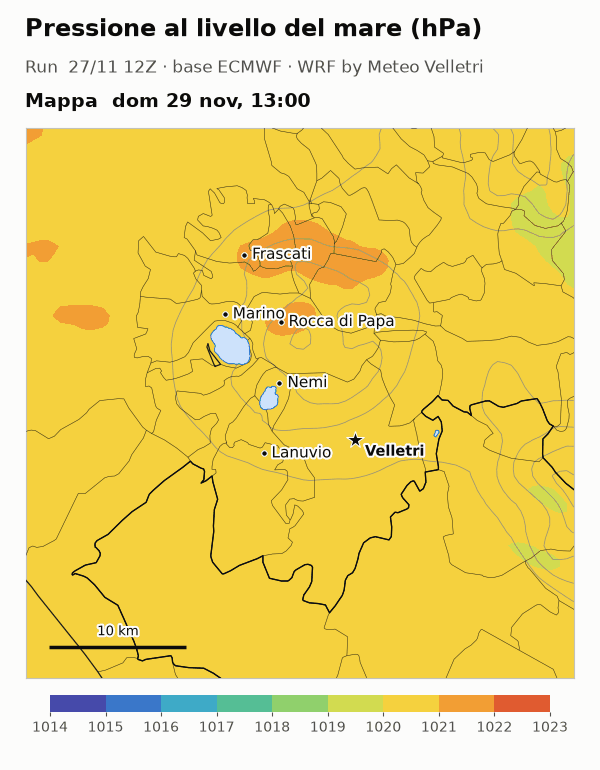 Pressione al livello del mare (hPa)
Run  27/11 12Z · base ECMWF · WRF by Meteo Velletri
Mappa  dom 29 nov, 13:00
Frascati
Marino
Rocca di Papa
Nemi
Velletri
Lanuvio
10 km
1014 1015 1016 1017 1018 1019 1020 1021 1022 1023